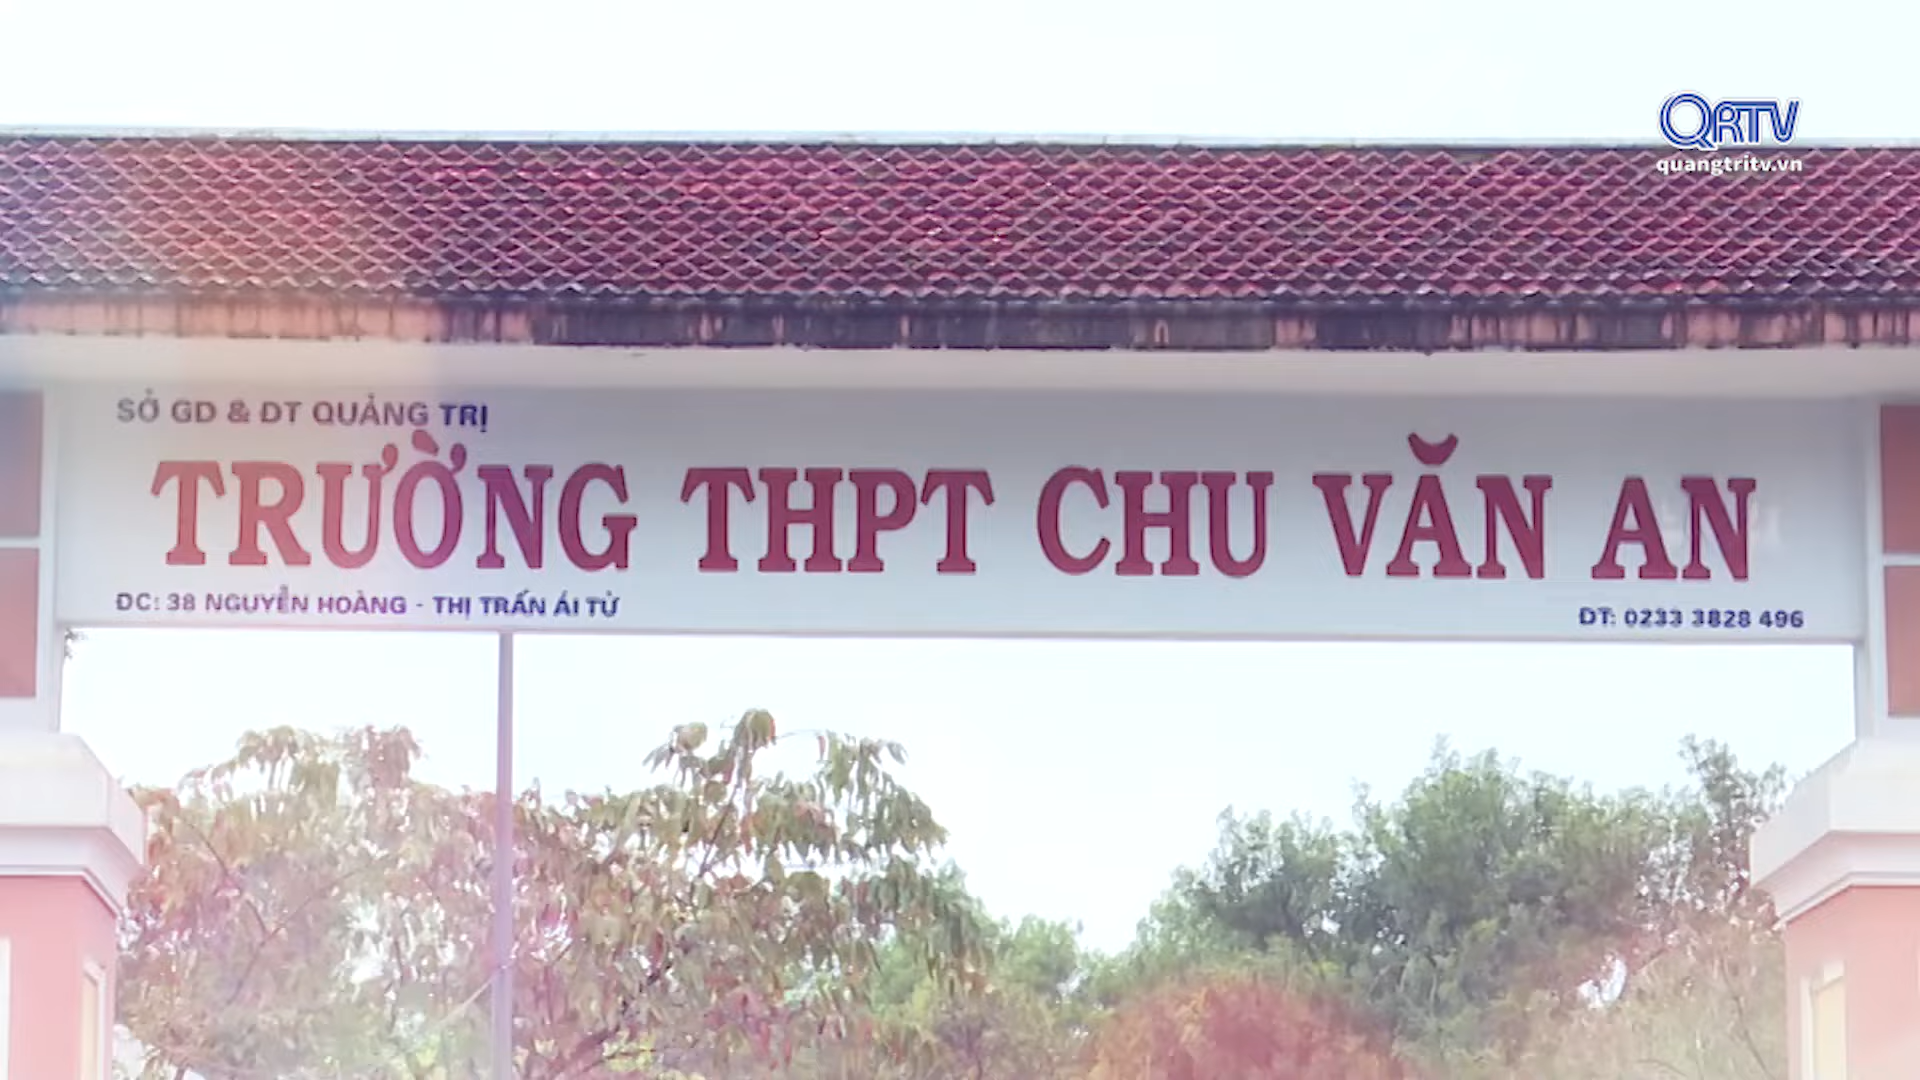 QRTV
quangtritv.vn
SỞ GD & ĐT QUẢNG TRỊ
TRƯỜNG THPT CHU VĂN AN
ĐC: 38 NGUYỄN HOÀNG - THỊ TRẤN ÁI TỬ
ĐT: 0233 3828 496